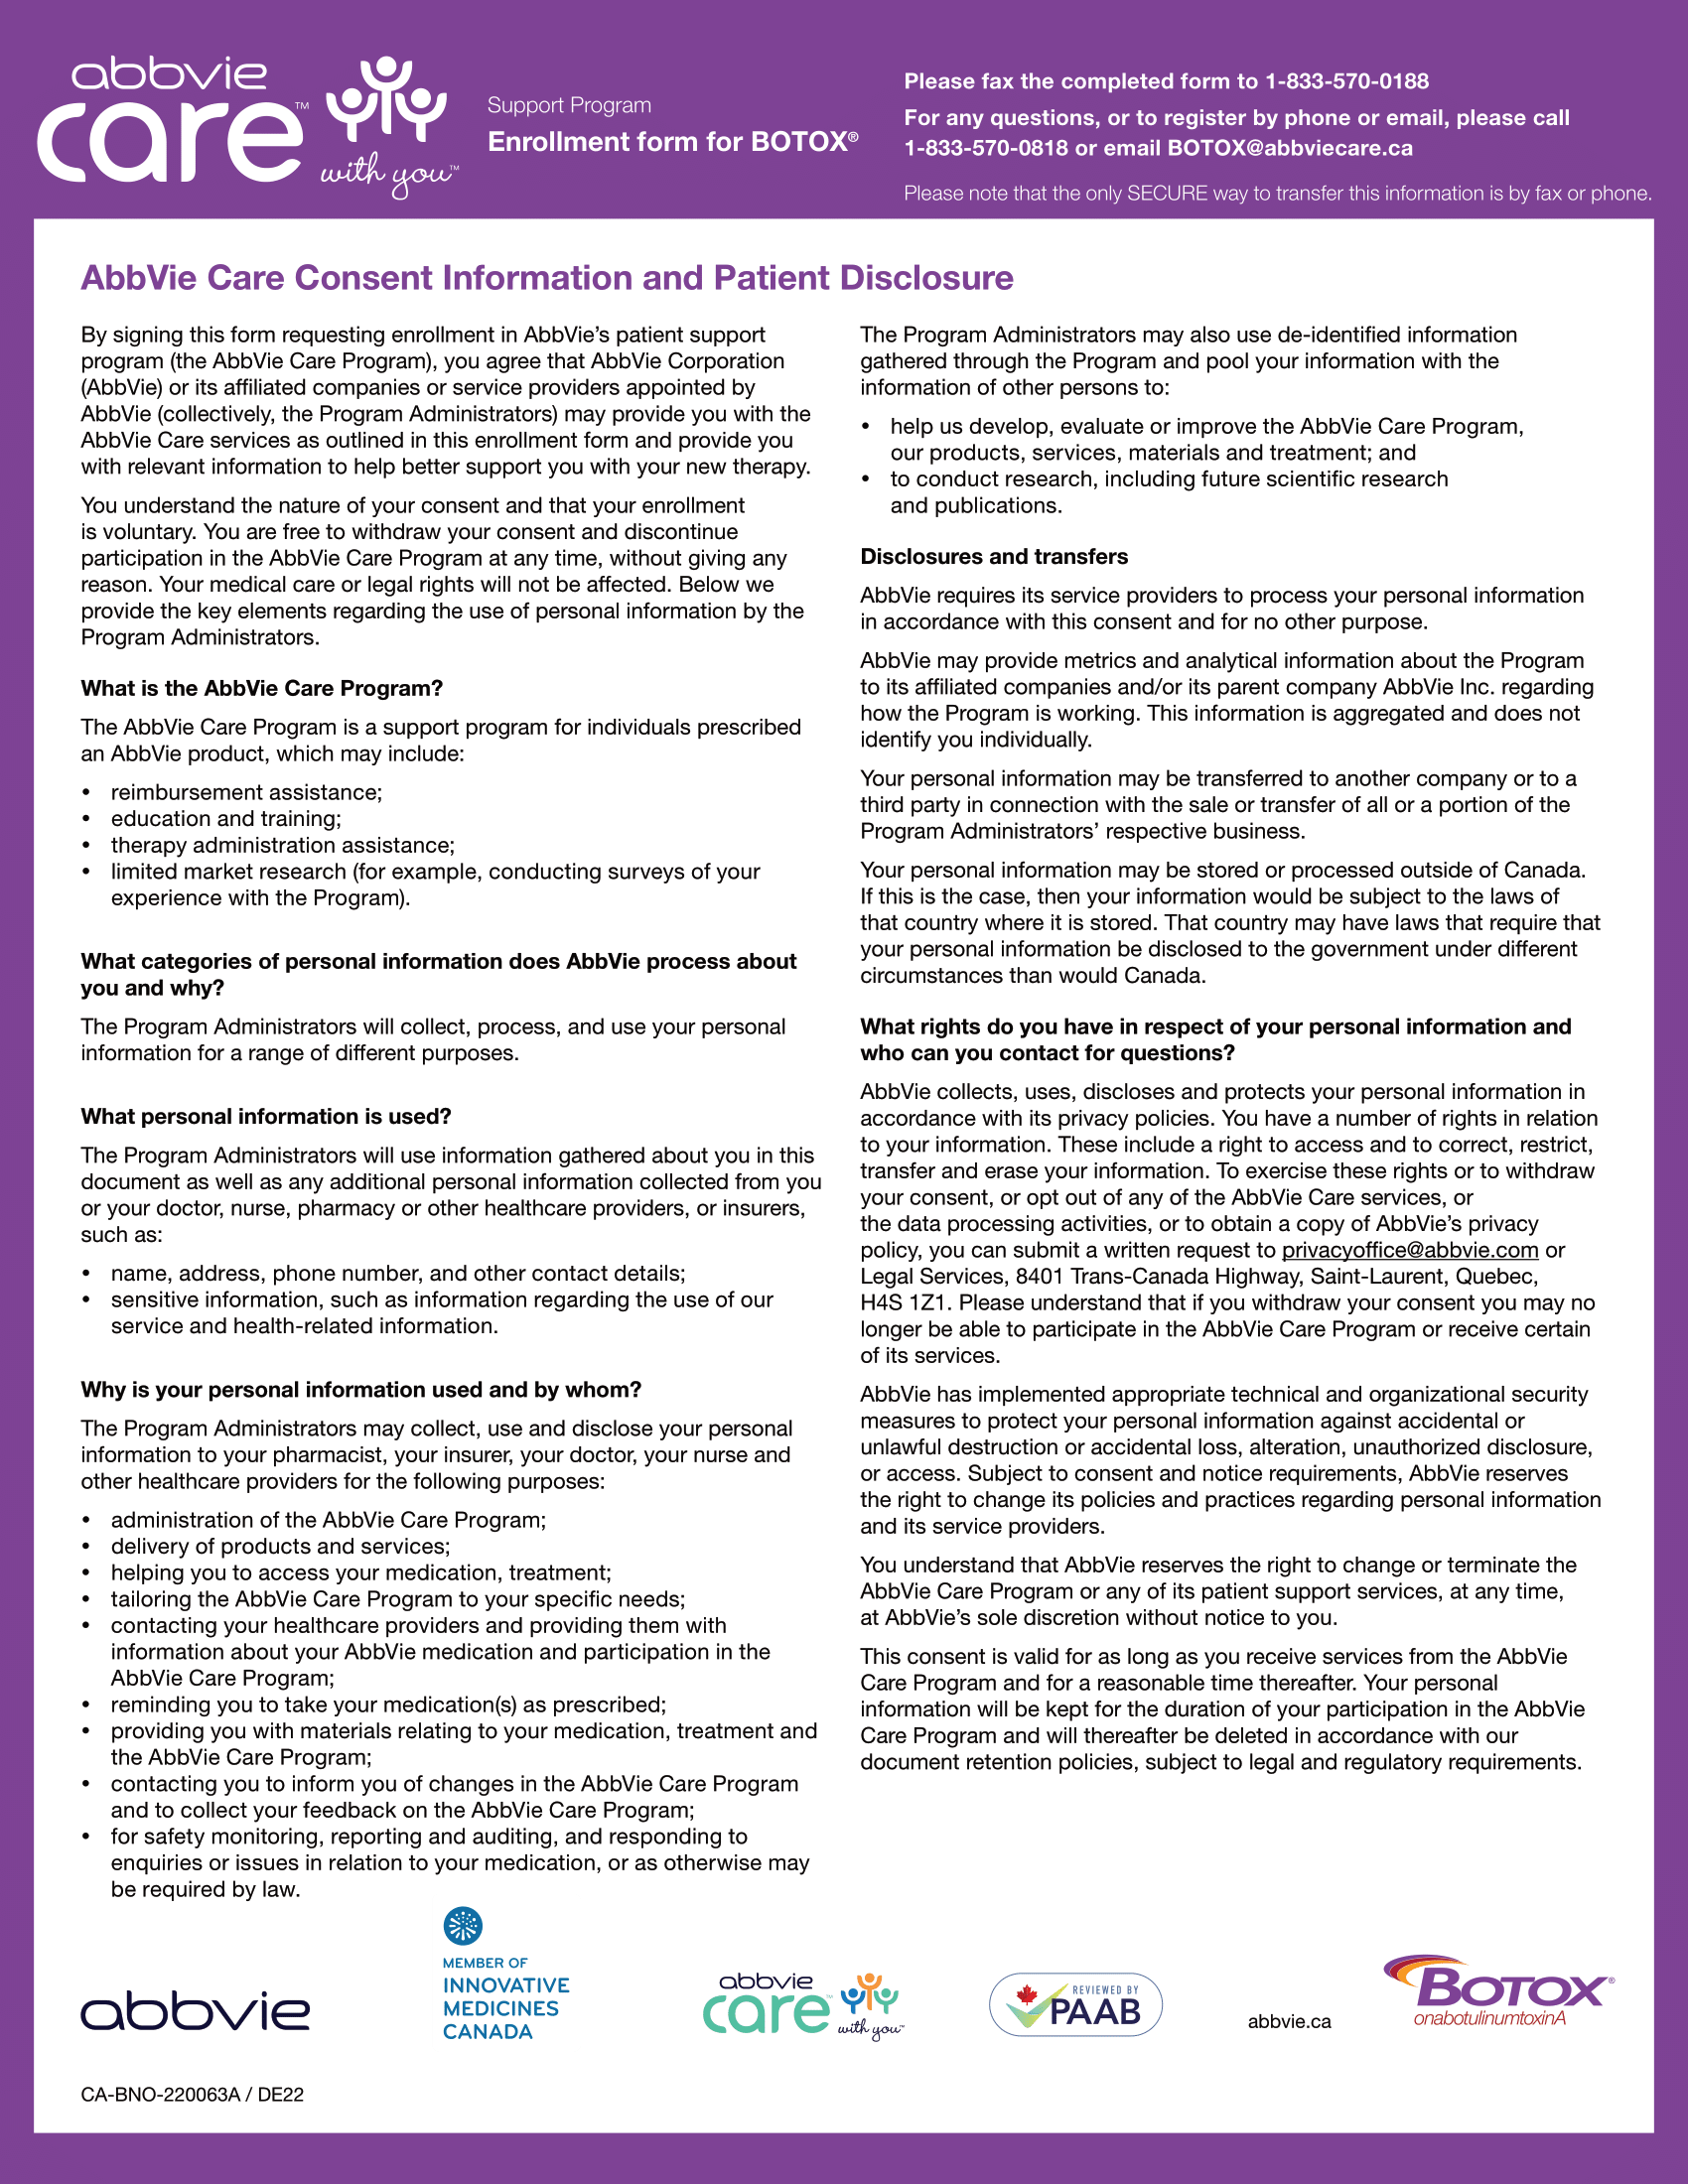 abbvie
care™
with you™
Support Program
Enrollment form for BOTOX®
Please fax the completed form to 1-833-570-0188
For any questions, or to register by phone or email, please call
1-833-570-0818 or email BOTOX@abbviecare.ca
Please note that the only SECURE way to transfer this information is by fax or phone.
AbbVie Care Consent Information and Patient Disclosure
By signing this form requesting enrollment in AbbVie’s patient support
program (the AbbVie Care Program), you agree that AbbVie Corporation
(AbbVie) or its affiliated companies or service providers appointed by
AbbVie (collectively, the Program Administrators) may provide you with the
AbbVie Care services as outlined in this enrollment form and provide you
with relevant information to help better support you with your new therapy.
You understand the nature of your consent and that your enrollment
is voluntary. You are free to withdraw your consent and discontinue
participation in the AbbVie Care Program at any time, without giving any
reason. Your medical care or legal rights will not be affected. Below we
provide the key elements regarding the use of personal information by the
Program Administrators.
What is the AbbVie Care Program?
The AbbVie Care Program is a support program for individuals prescribed
an AbbVie product, which may include:
• reimbursement assistance;
• education and training;
• therapy administration assistance;
• limited market research (for example, conducting surveys of your
experience with the Program).
What categories of personal information does AbbVie process about
you and why?
The Program Administrators will collect, process, and use your personal
information for a range of different purposes.
What personal information is used?
The Program Administrators will use information gathered about you in this
document as well as any additional personal information collected from you
or your doctor, nurse, pharmacy or other healthcare providers, or insurers,
such as:
• name, address, phone number, and other contact details;
• sensitive information, such as information regarding the use of our
service and health-related information.
Why is your personal information used and by whom?
The Program Administrators may collect, use and disclose your personal
information to your pharmacist, your insurer, your doctor, your nurse and
other healthcare providers for the following purposes:
• administration of the AbbVie Care Program;
• delivery of products and services;
• helping you to access your medication, treatment;
• tailoring the AbbVie Care Program to your specific needs;
• contacting your healthcare providers and providing them with
information about your AbbVie medication and participation in the
AbbVie Care Program;
• reminding you to take your medication(s) as prescribed;
• providing you with materials relating to your medication, treatment and
the AbbVie Care Program;
• contacting you to inform you of changes in the AbbVie Care Program
and to collect your feedback on the AbbVie Care Program;
• for safety monitoring, reporting and auditing, and responding to
enquiries or issues in relation to your medication, or as otherwise may
be required by law.
The Program Administrators may also use de-identified information
gathered through the Program and pool your information with the
information of other persons to:
• help us develop, evaluate or improve the AbbVie Care Program,
our products, services, materials and treatment; and
• to conduct research, including future scientific research
and publications.
Disclosures and transfers
AbbVie requires its service providers to process your personal information
in accordance with this consent and for no other purpose.
AbbVie may provide metrics and analytical information about the Program
to its affiliated companies and/or its parent company AbbVie Inc. regarding
how the Program is working. This information is aggregated and does not
identify you individually.
Your personal information may be transferred to another company or to a
third party in connection with the sale or transfer of all or a portion of the
Program Administrators’ respective business.
Your personal information may be stored or processed outside of Canada.
If this is the case, then your information would be subject to the laws of
that country where it is stored. That country may have laws that require that
your personal information be disclosed to the government under different
circumstances than would Canada.
What rights do you have in respect of your personal information and
who can you contact for questions?
AbbVie collects, uses, discloses and protects your personal information in
accordance with its privacy policies. You have a number of rights in relation
to your information. These include a right to access and to correct, restrict,
transfer and erase your information. To exercise these rights or to withdraw
your consent, or opt out of any of the AbbVie Care services, or
the data processing activities, or to obtain a copy of AbbVie’s privacy
policy, you can submit a written request to privacyoffice@abbvie.com or
Legal Services, 8401 Trans-Canada Highway, Saint-Laurent, Quebec,
H4S 1Z1. Please understand that if you withdraw your consent you may no
longer be able to participate in the AbbVie Care Program or receive certain
of its services.
AbbVie has implemented appropriate technical and organizational security
measures to protect your personal information against accidental or
unlawful destruction or accidental loss, alteration, unauthorized disclosure,
or access. Subject to consent and notice requirements, AbbVie reserves
the right to change its policies and practices regarding personal information
and its service providers.
You understand that AbbVie reserves the right to change or terminate the
AbbVie Care Program or any of its patient support services, at any time,
at AbbVie’s sole discretion without notice to you.
This consent is valid for as long as you receive services from the AbbVie
Care Program and for a reasonable time thereafter. Your personal
information will be kept for the duration of your participation in the AbbVie
Care Program and will thereafter be deleted in accordance with our
document retention policies, subject to legal and regulatory requirements.
abbvie
MEMBER OF
INNOVATIVE
MEDICINES
CANADA
abbvie
care™
with you™
REVIEWED BY
PAAB
abbvie.ca
BOTOX®
onabotulinumtoxinA
CA-BNO-220063A / DE22